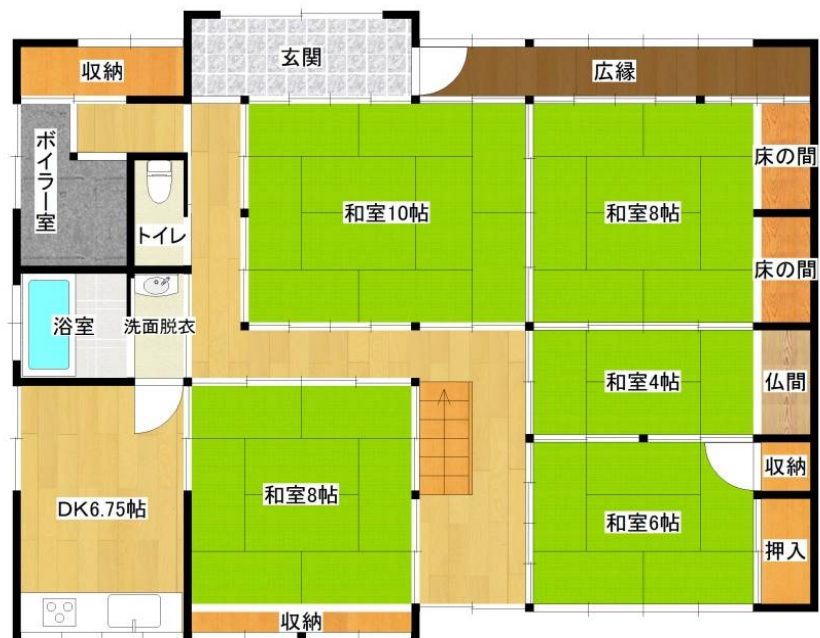 玄関
収納
広縁
ボイラー室
床の間
和室10帖
和室8帖
トイレ
床の間
浴室
洗面脱衣
和室4帖
仏間
収納
和室8帖
DK6.75帖
和室6帖
押入
収納